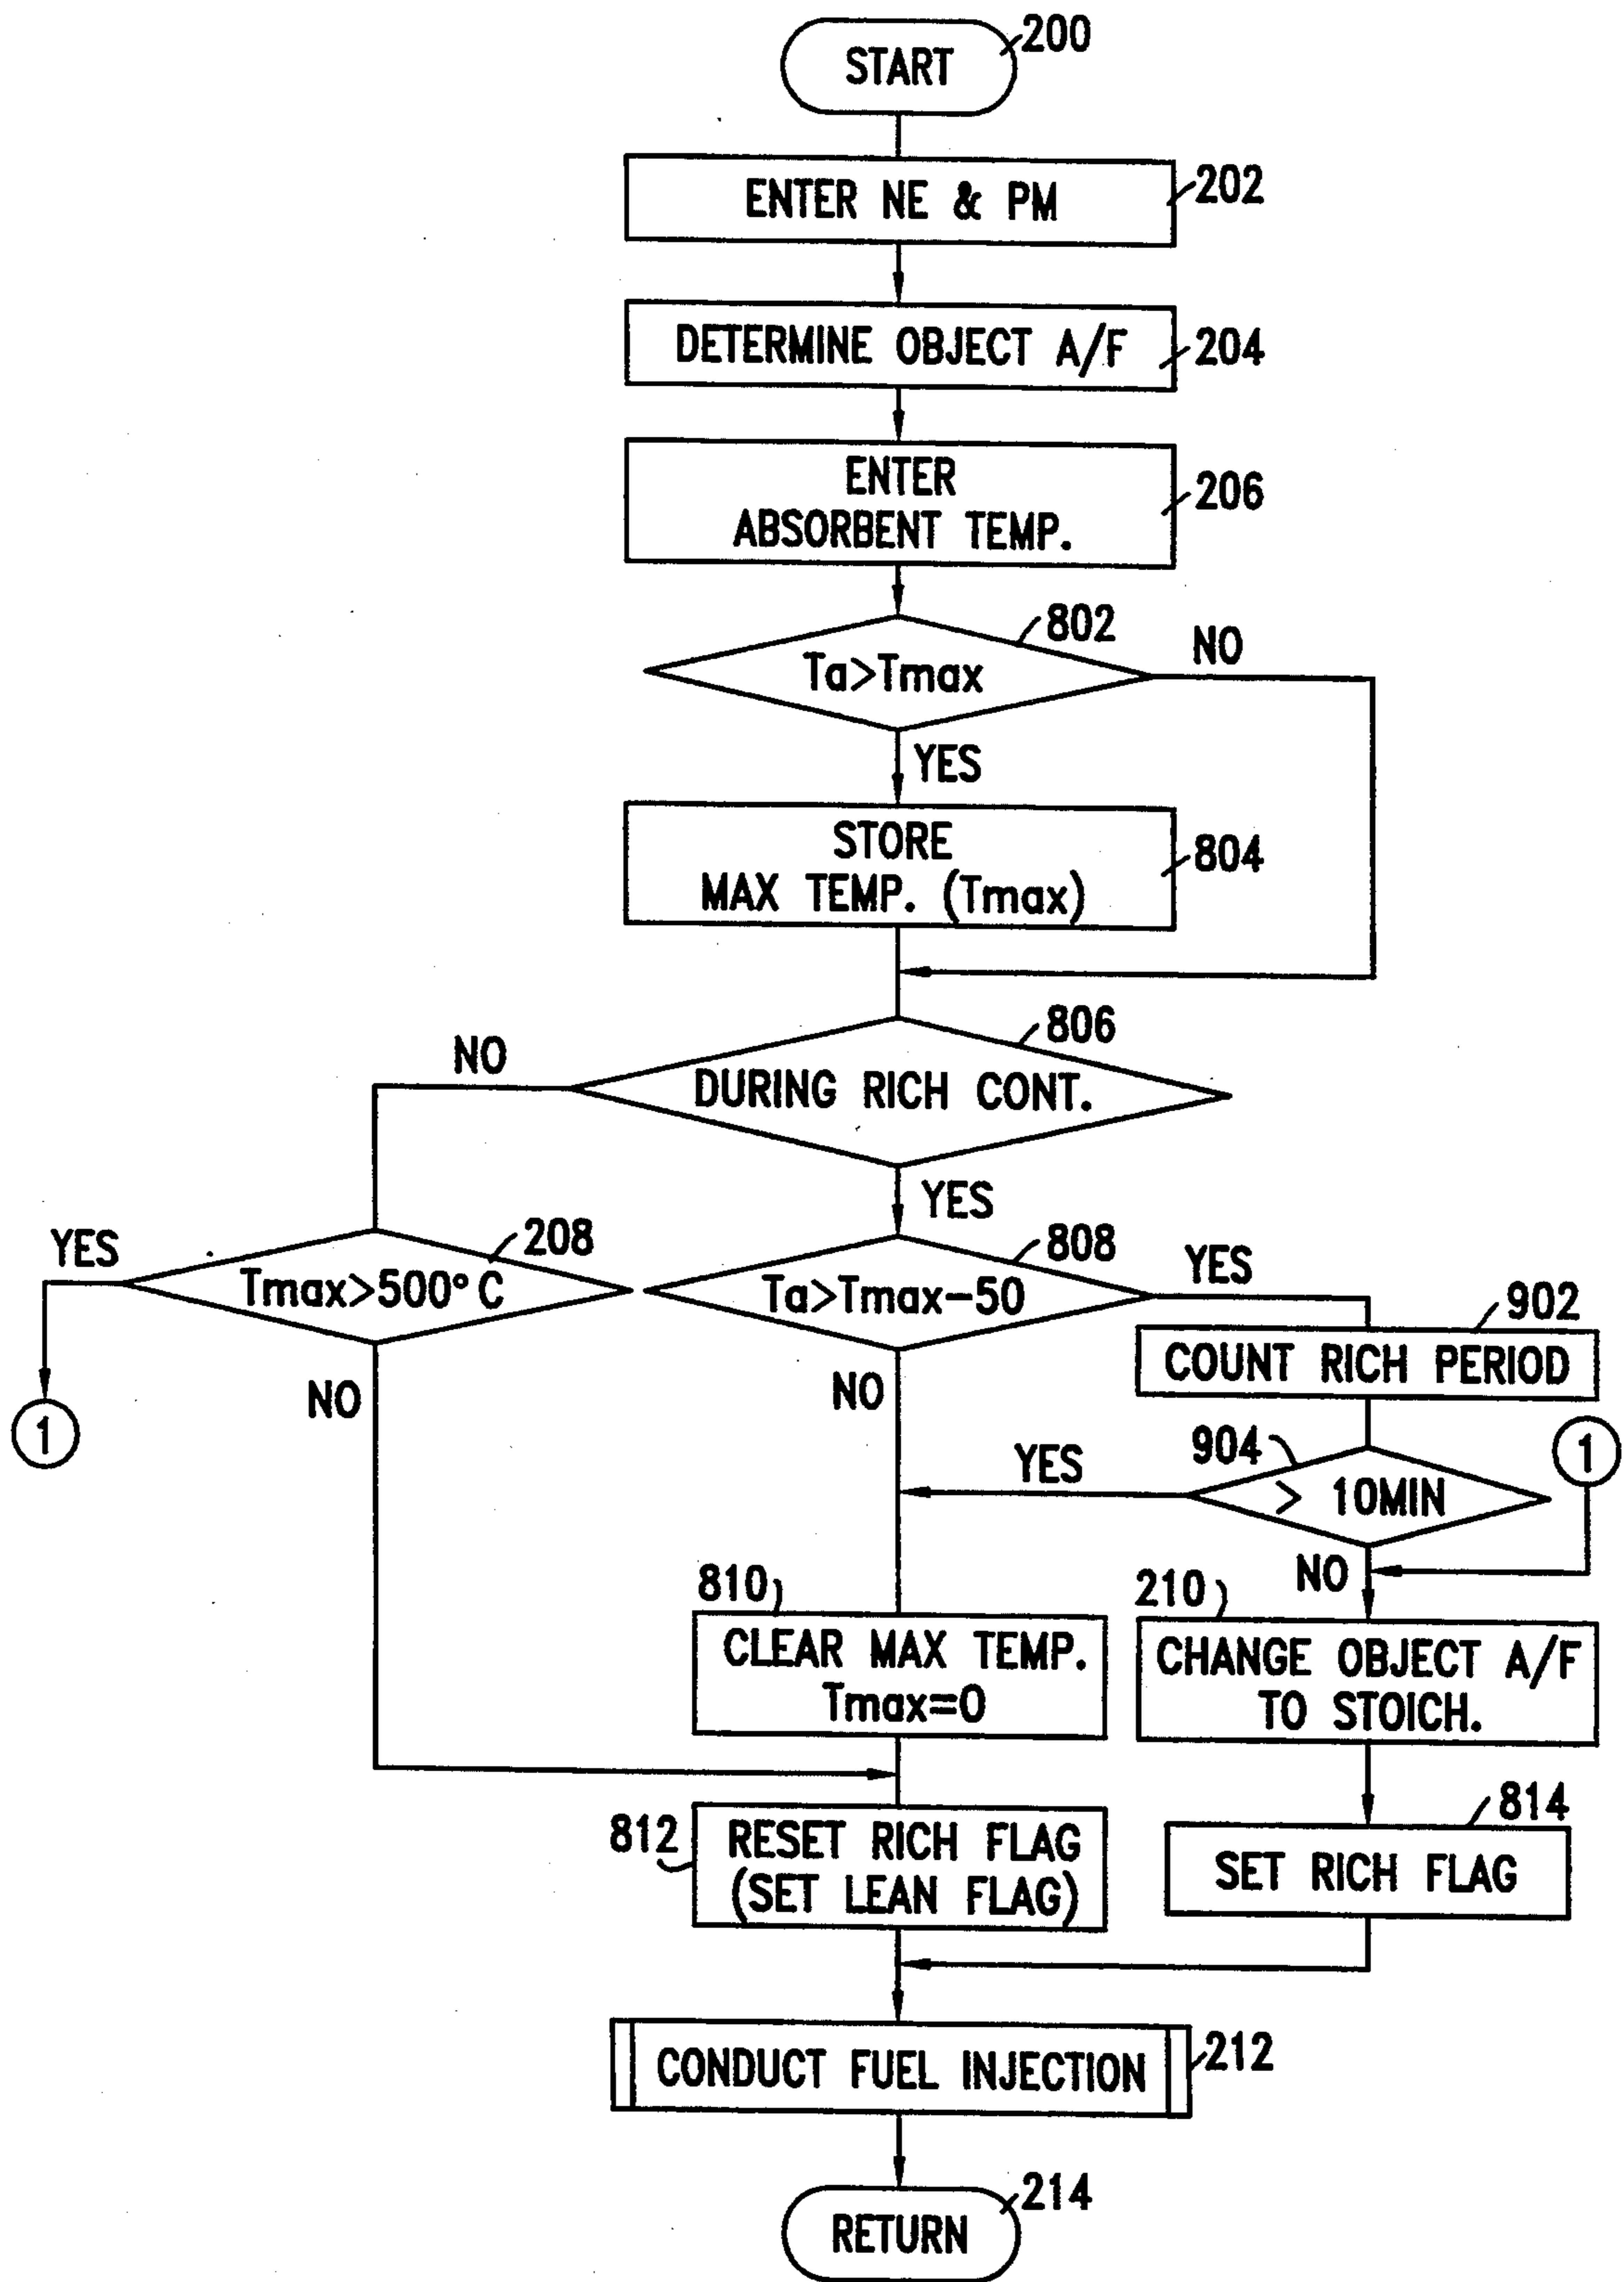 START
200
ENTER NE & PM
202
DETERMINE OBJECT A/F
204
ENTER
ABSORBENT TEMP.
206
802
Ta>Tmax
NO
YES
STORE
MAX TEMP. (Tmax)
804
806
NO
DURING RICH CONT.
YES
YES
208
Tmax>500°C
808
Ta>Tmax-50
YES
902
COUNT RICH PERIOD
NO
NO
1
904
YES
> 10MIN
1
NO
810
CLEAR MAX TEMP.
Tmax=0
210
CHANGE OBJECT A/F
TO STOICH.
812
RESET RICH FLAG
(SET LEAN FLAG)
814
SET RICH FLAG
CONDUCT FUEL INJECTION
212
214
RETURN